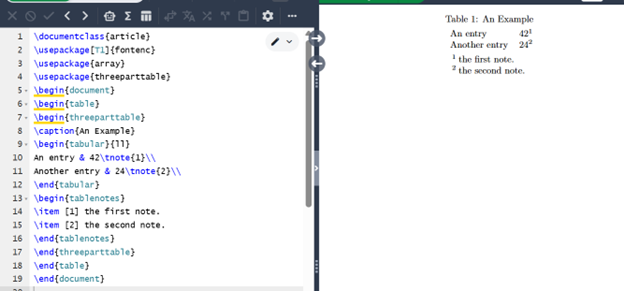 1 \documentclass{article}
2 \usepackage[T1]{fontenc}
3 \usepackage{array}
4 \usepackage{threeparttable}
5 \begin{document}
6 \begin{table}
7 \begin{threeparttable}
8 \caption{An Example}
9 \begin{tabular}{ll}
10 An entry & 42\tnote{1}\\
11 Another entry & 24\tnote{2}\\
12 \end{tabular}
13 \begin{tablenotes}
14 \item [1] the first note.
15 \item [2] the second note.
16 \end{tablenotes}
17 \end{threeparttable}
18 \end{table}
19 \end{document}
Table 1: An Example
An entry 42¹
Another entry 24²
¹ the first note.
² the second note.